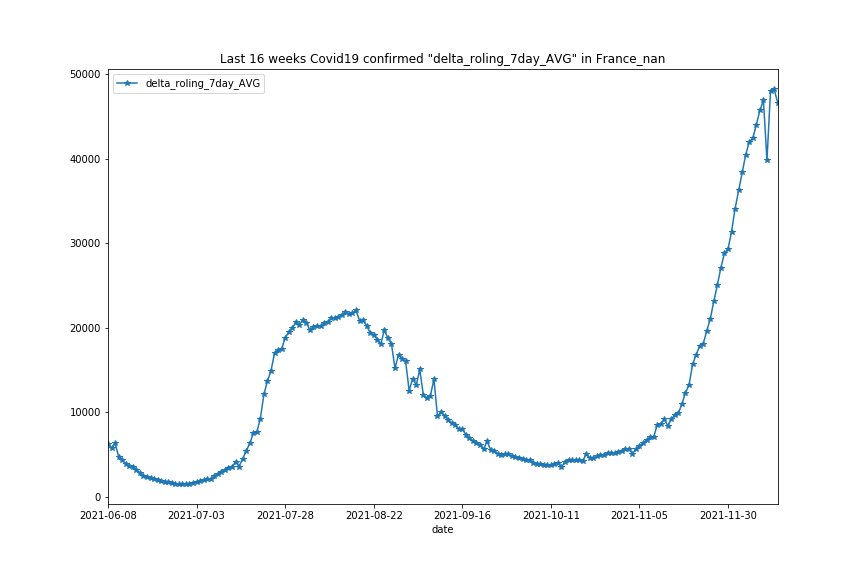 Last 16 weeks Covid19 confirmed "delta_roling_7day_AVG" in France_nan
delta_roling_7day_AVG
50000
40000
30000
20000
10000
0
2021-06-08 2021-07-03 2021-07-28 2021-08-22 2021-09-16 2021-10-11 2021-11-05 2021-11-30
date